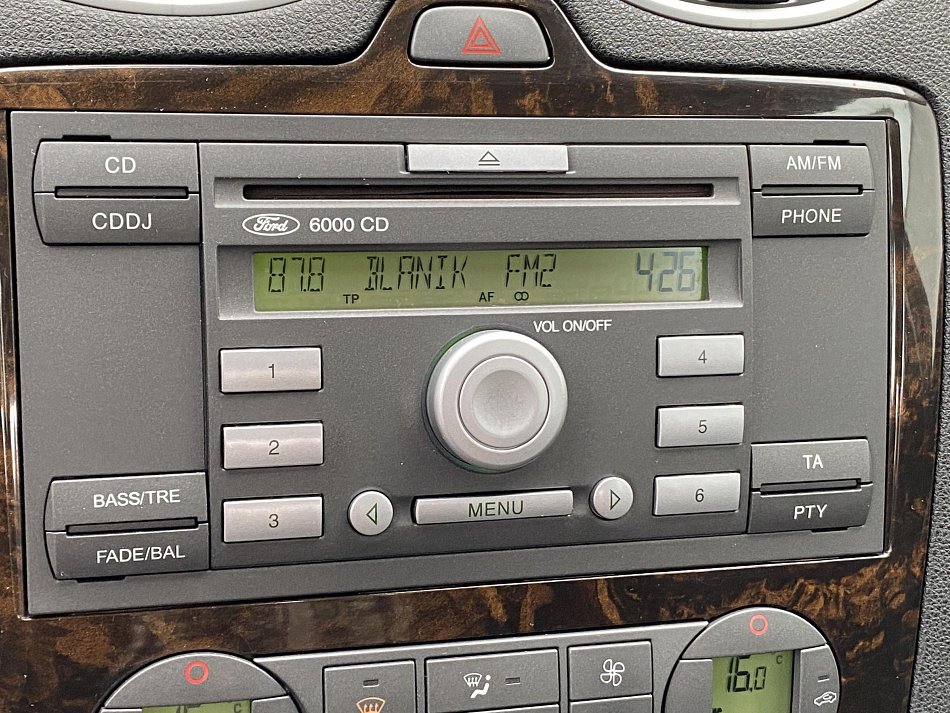 CD
AM/FM
CDDJ
PHONE
Ford 6000 CD
87.8 BLANIK FM2 4:26
TP AF
VOL ON/OFF
1
4
2
5
BASS/TRE
TA
3
MENU
6
FADE/BAL
PTY
16.0 C